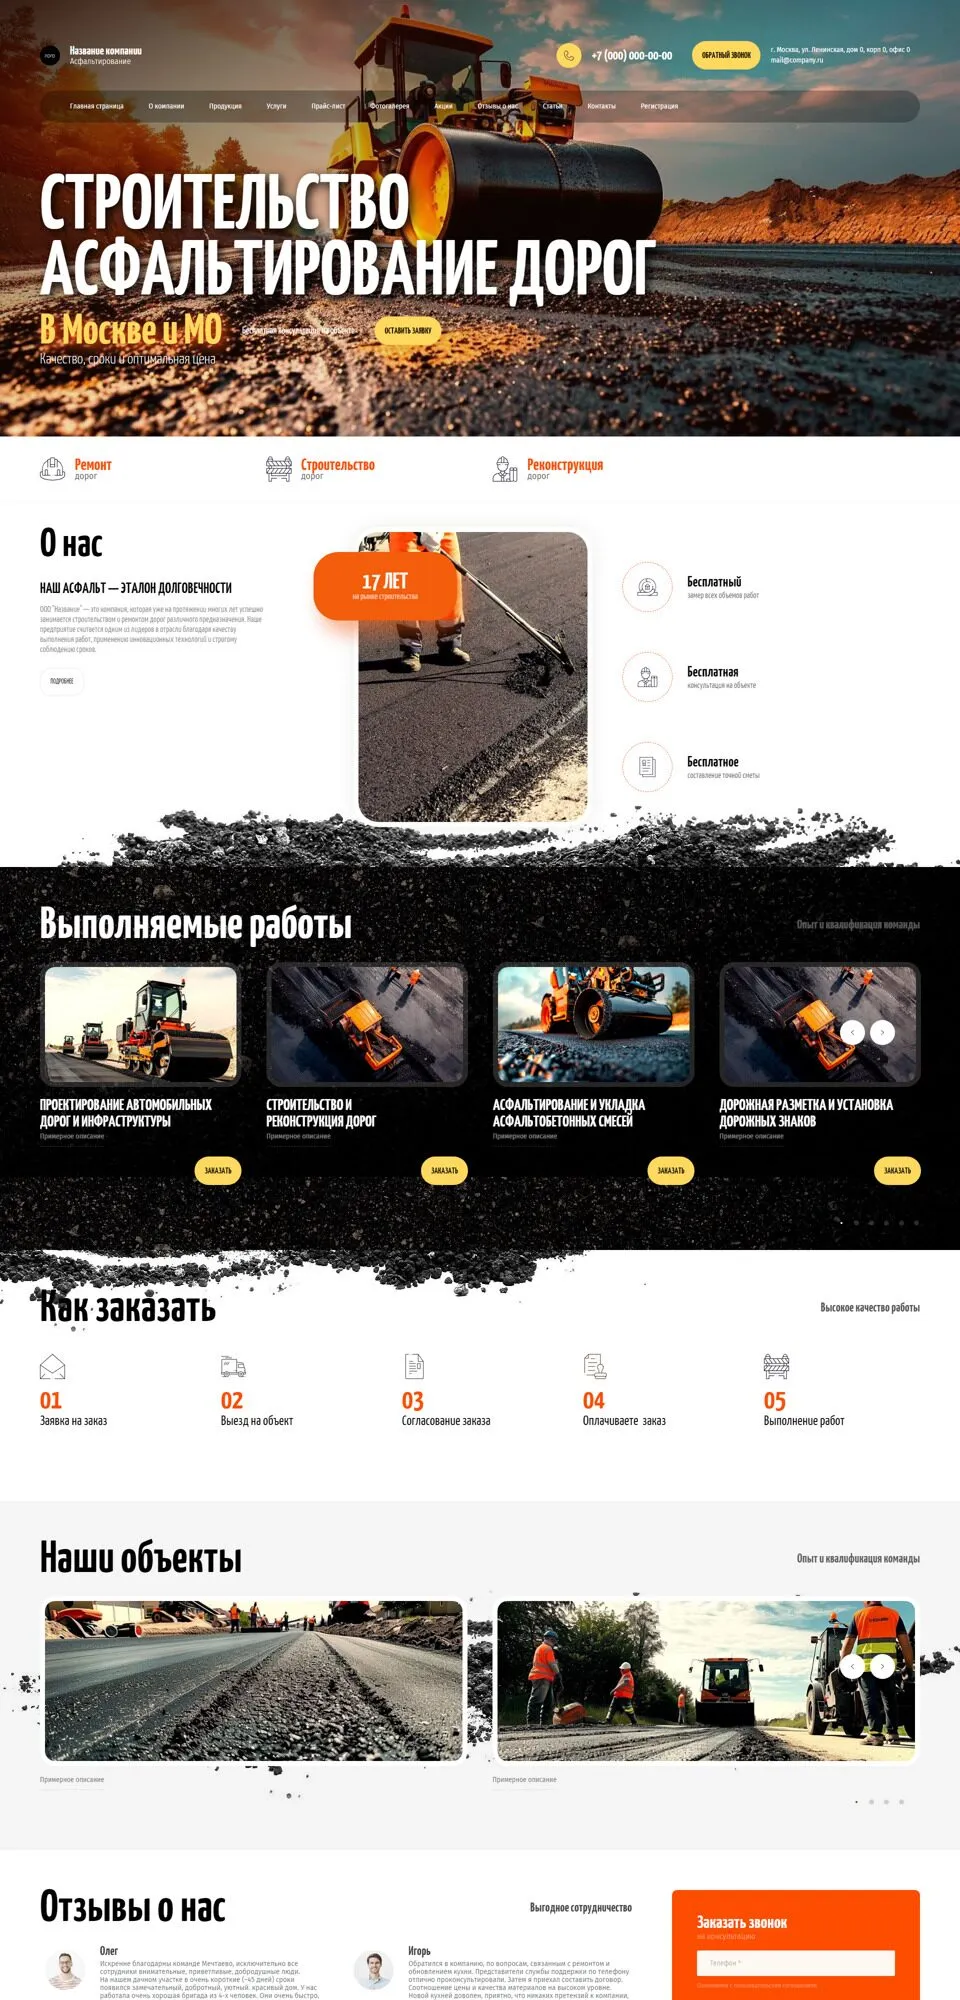 Название компании
Асфальтирование
+7 (000) 000-00-00
ОБРАТНЫЙ ЗВОНОК
г. Москва, ул. Ленинская, дом 0, корп 0, офис 0
mail@company.ru
Главная страница
О компании
Продукция
Услуги
Прайс-лист
Фотогалерея
Акции
Отзывы о нас
Статьи
Контакты
Регистрация
СТРОИТЕЛЬСТВО
АСФАЛЬТИРОВАНИЕ ДОРОГ
В Москве и МО
Бесплатная консультация на объекте
ОСТАВИТЬ ЗАЯВКУ
Качество, сроки и оптимальная цена
Ремонт
дорог
Строительство
дорог
Реконструкция
дорог
О нас
НАШ АСФАЛЬТ — ЭТАЛОН ДОЛГОВЕЧНОСТИ
ООО "Название" — это компания, которая уже на протяжении многих лет успешно
занимается строительством и ремонтом дорог различного предназначения. Наше
предприятие считается одним из лидеров в отрасли благодаря качеству
выполнения работ, применению инновационных технологий и строгому
соблюдению сроков.
ПОДРОБНЕЕ
17 ЛЕТ
на рынке строительства
Бесплатный
замер всех объемов работ
Бесплатная
консультация на объекте
Бесплатное
составление точной сметы
Выполняемые работы
Опыт и квалификация команды
ПРОЕКТИРОВАНИЕ АВТОМОБИЛЬНЫХ
ДОРОГ И ИНФРАСТРУКТУРЫ
Примерное описание
ЗАКАЗАТЬ
СТРОИТЕЛЬСТВО И
РЕКОНСТРУКЦИЯ ДОРОГ
Примерное описание
ЗАКАЗАТЬ
АСФАЛЬТИРОВАНИЕ И УКЛАДКА
АСФАЛЬТОБЕТОННЫХ СМЕСЕЙ
Примерное описание
ЗАКАЗАТЬ
ДОРОЖНАЯ РАЗМЕТКА И УСТАНОВКА
ДОРОЖНЫХ ЗНАКОВ
Примерное описание
ЗАКАЗАТЬ
Как заказать
Высокое качество работы
01
Заявка на заказ
02
Выезд на объект
03
Согласование заказа
04
Оплачиваете заказ
05
Выполнение работ
Наши объекты
Опыт и квалификация команды
Примерное описание
Примерное описание
Отзывы о нас
Выгодное сотрудничество
Олег
Искренне благодарны команде Мечтаево, исключительно все
сотрудники внимательные, приветливые, добродушные люди.
На нашем дачном участке в очень короткие (~45 дней) сроки
появился замечательный, добротный, уютный, красивый дом. У нас
работала очень хорошая бригада из 4-х человек. Они очень быстро,
Игорь
Обратился в компанию, по вопросам, связанным с ремонтом и
обновлением кухни. Представители службы поддержки по телефону
отлично проконсультировали. Затем я приехал составить договор.
Соотношение цены и качества материалов на высоком уровне.
Новой кухней доволен, приятно, что никаких претензий к компании,
Заказать звонок
на консультацию
Телефон *